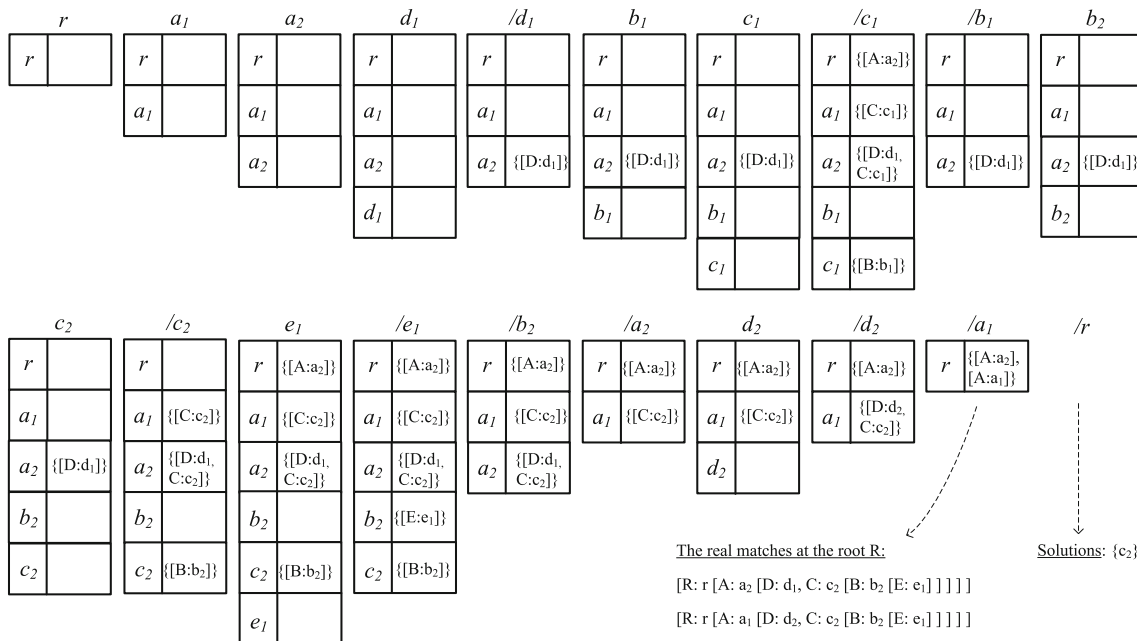 r a₁ a₂ d₁ /d₁ b₁ c₁ /c₁ /b₁ b₂
r r r r r r r r {[A:a₂]} r r
a₁ a₁ a₁ a₁ a₁ a₁ a₁ {[C:c₁]} a₁ a₁
a₂ a₂ a₂ {[D:d₁]} a₂ {[D:d₁]} a₂ {[D:d₁]} a₂ {[D:d₁, C:c₁]} a₂ {[D:d₁]} a₂ {[D:d₁]}
d₁ b₁ b₁ b₁ b₂
c₁ c₁ {[B:b₁]}
c₂ /c₂ e₁ /e₁ /b₂ /a₂ d₂ /d₂ /a₁ /r
r r r {[A:a₂]} r {[A:a₂]} r {[A:a₂]} r {[A:a₂]} r {[A:a₂]} r {[A:a₂]} r {[A:a₂], [A:a₁]}
a₁ a₁ {[C:c₂]} a₁ {[C:c₂]} a₁ {[C:c₂]} a₁ {[C:c₂]} a₁ {[C:c₂]} a₁ {[C:c₂]} a₁ {[D:d₂, C:c₂]}
a₂ {[D:d₁]} a₂ {[D:d₁, C:c₂]} a₂ {[D:d₁, C:c₂]} a₂ {[D:d₁, C:c₂]} a₂ {[D:d₁, C:c₂]} d₂
b₂ b₂ b₂ b₂ {[E:e₁]}
c₂ c₂ {[B:b₂]} c₂ {[B:b₂]} c₂ {[B:b₂]}
e₁
The real matches at the root R: Solutions: {c₂}
[R: r [A: a₂ [D: d₁, C: c₂ [B: b₂ [E: e₁] ] ] ] ]
[R: r [A: a₁ [D: d₂, C: c₂ [B: b₂ [E: e₁] ] ] ] ]